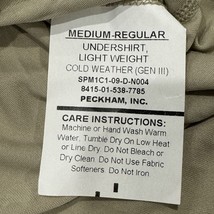 MEDIUM-REGULAR
UNDERSHIRT,
LIGHT WEIGHT
COLD WEATHER (GEN III)
SPM1C1-09-D-N004
8415-01-538-7785
PECKHAM, INC.
CARE INSTRUCTIONS:
Machine or Hand Wash Warm
Water. Tumble Dry On Low Heat
or Line Dry. Do Not Bleach or
Dry Clean. Do Not Use Fabric
Softeners. Do Not Iron